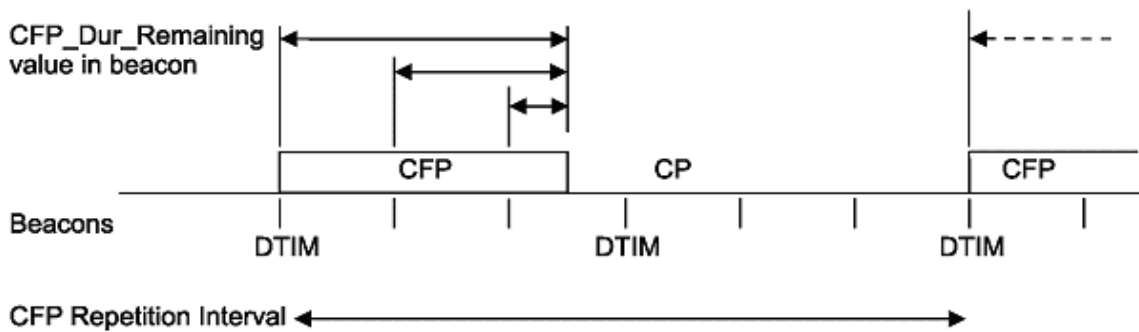 CFP_Dur_Remaining
value in beacon
CFP
CP
CFP
Beacons
DTIM
DTIM
DTIM
CFP Repetition Interval